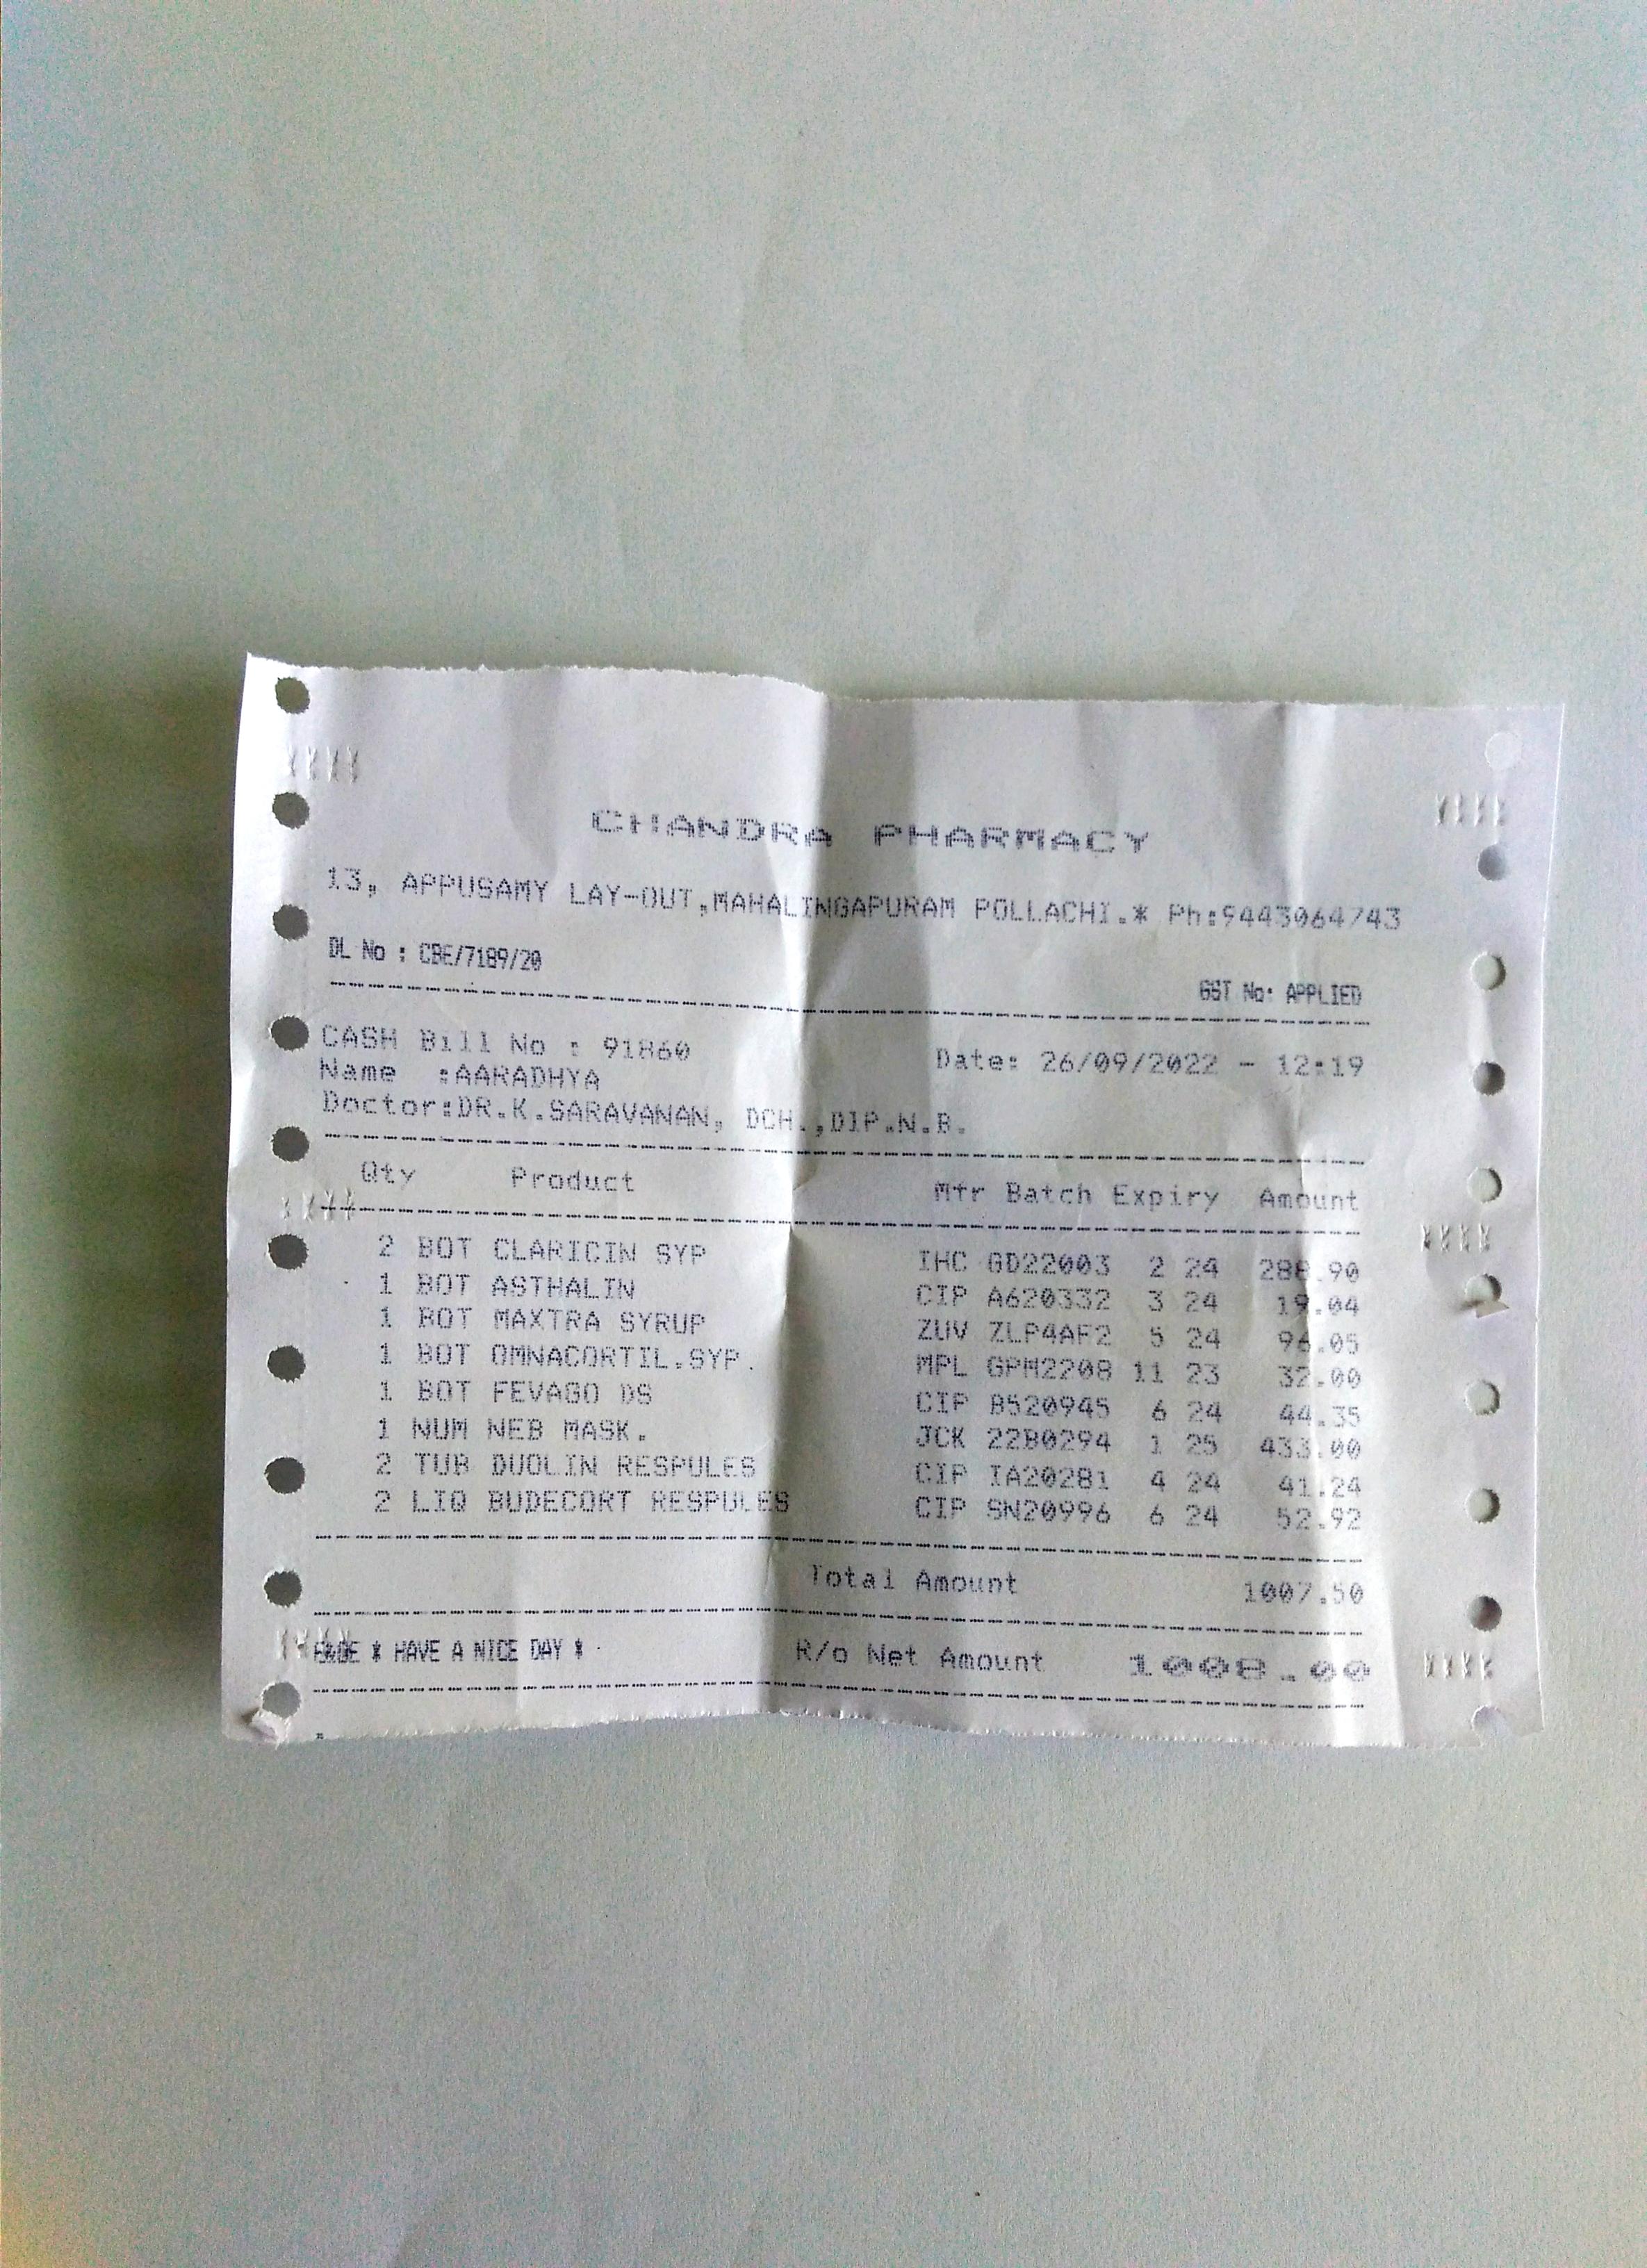 CHANDRA PHARMACY
13, APPUSAMY LAY-OUT,MAHALINGAPURAM POLLACHI.* Ph:9443064743
DL No : CBE/7189/20
GST No: APPLIED
CASH Bill No : 91860 Date: 26/09/2022 - 12:19
Name :AARADHYA
Doctor:DR.K.SARAVANAN, DCH.,DIP.N.B.
Qty Product Mfr Batch Expiry Amount
2 BOT CLARICIN SYP IHC GD22003 2 24 288.90
1 BOT ASTHALIN CIP A620332 3 24 19.04
1 BOT MAXTRA SYRUP ZUV ZLP4AF2 5 24 96.05
1 BOT OMNACORTIL.SYP. MPL GPM2208 11 23 32.00
1 BOT FEVAGO DS CIP B520945 6 24 44.35
1 NUM NEB MASK. JCK 22B0294 1 25 433.00
2 TUB DUOLIN RESPULES CIP IA20281 4 24 41.24
2 LIQ BUDECORT RESPULES CIP SN20996 6 24 52.92
Total Amount 1007.50
E&OE * HAVE A NICE DAY * R/o Net Amount 1008.00